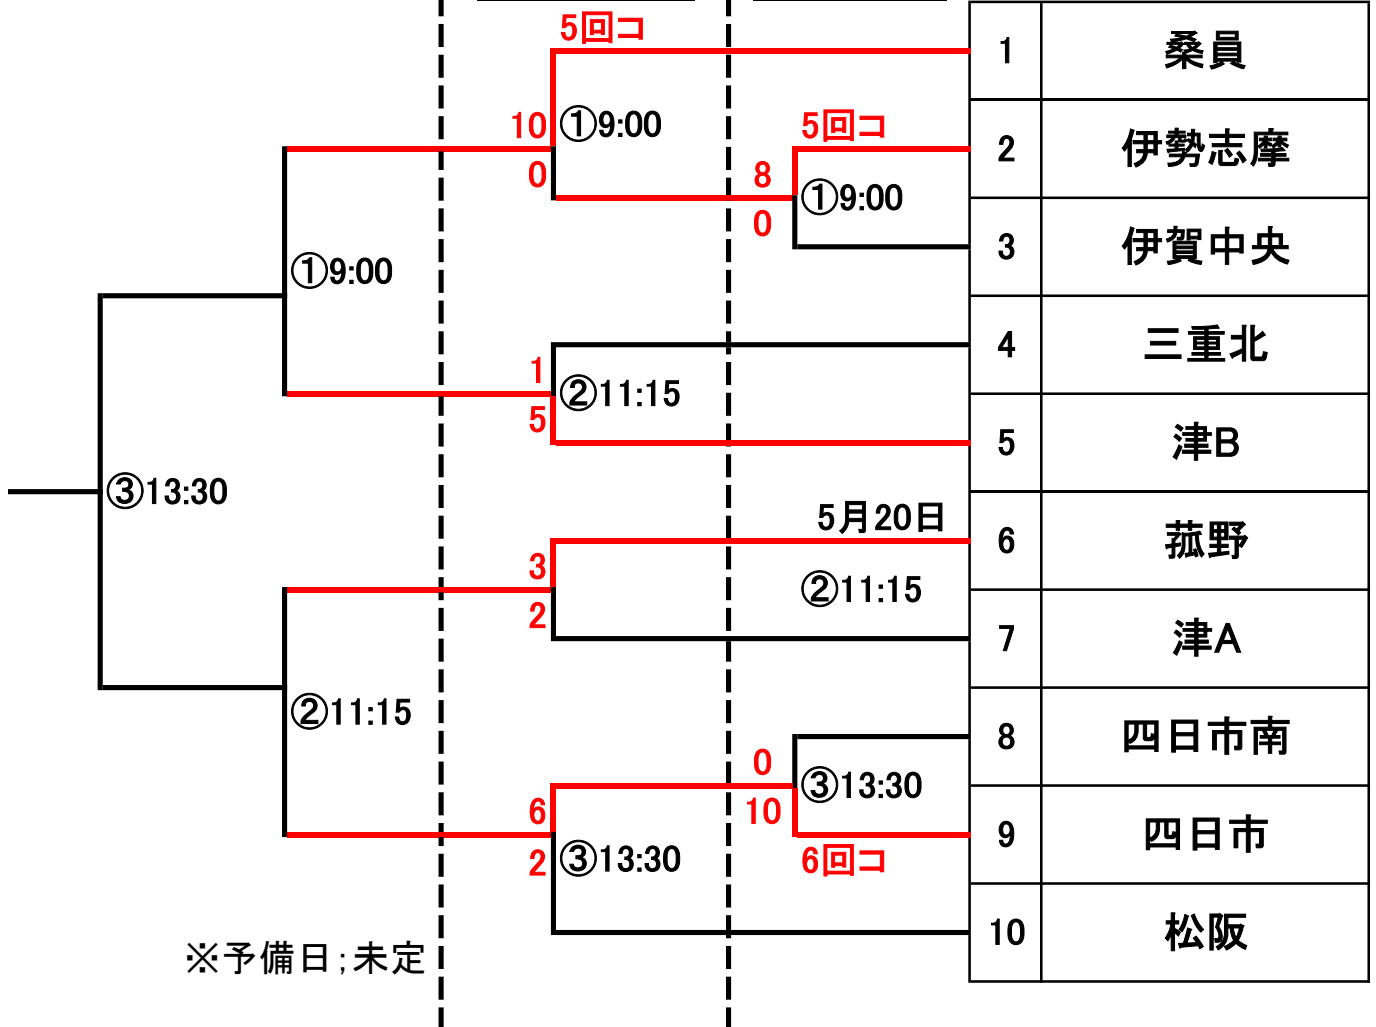 5回コ
1 桑員
10 ①9:00
5回コ
2 伊勢志摩
0
8
①9:00
0
3 伊賀中央
①9:00
4 三重北
1
②11:15
5
5 津B
③13:30
5月20日
6 菰野
3
②11:15
2
7 津A
②11:15
8 四日市南
0
③13:30
6
10
9 四日市
2 ③13:30
6回コ
10 松阪
※予備日;未定